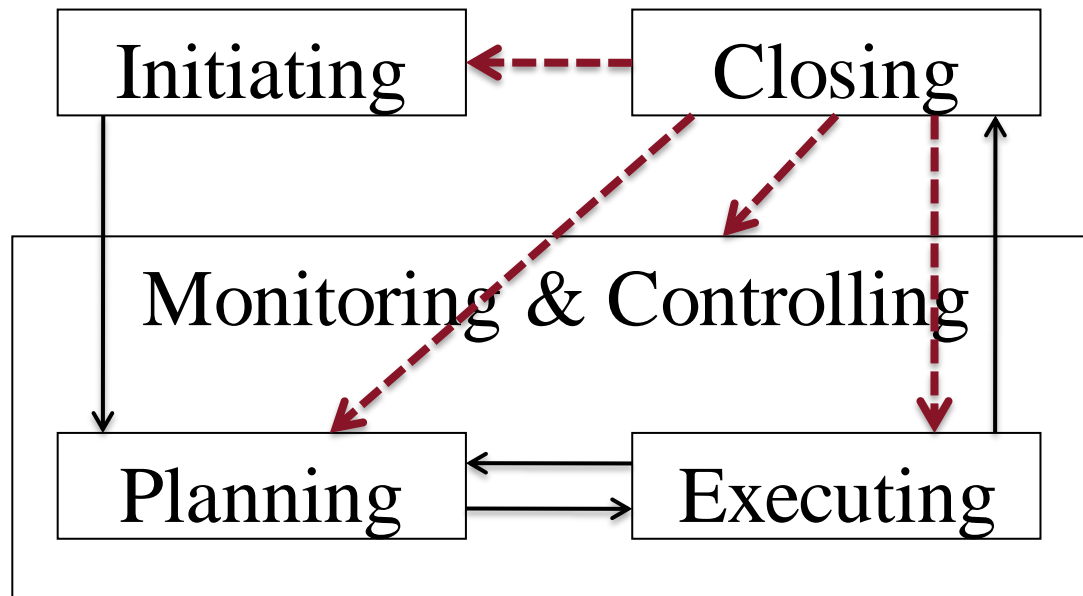 Initiating
Closing
Monitoring & Controlling
Planning
Executing